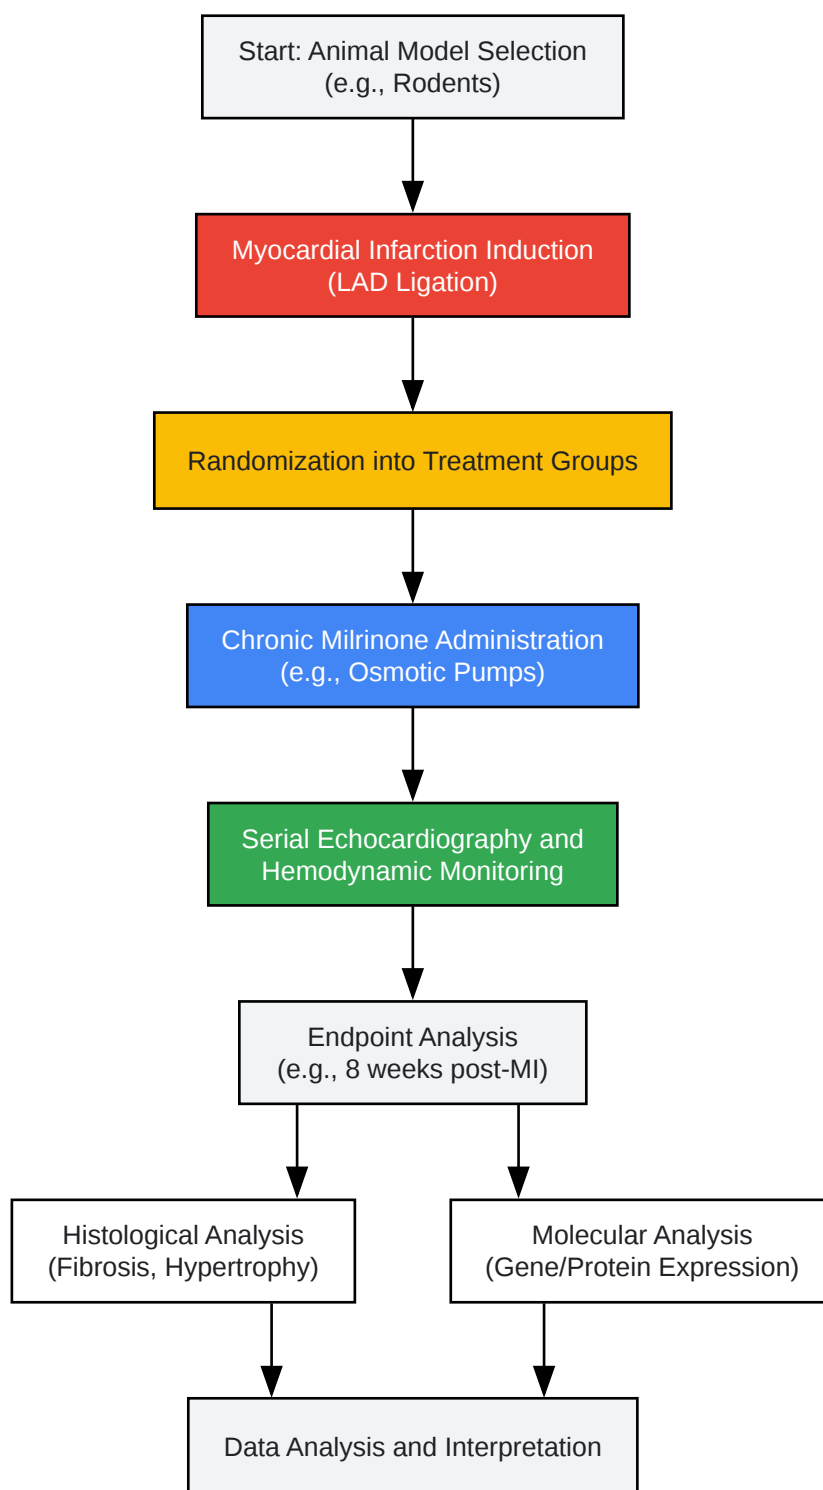 Start: Animal Model Selection
(e.g., Rodents)
Myocardial Infarction Induction
(LAD Ligation)
Randomization into Treatment Groups
Chronic Milrinone Administration
(e.g., Osmotic Pumps)
Serial Echocardiography and
Hemodynamic Monitoring
Endpoint Analysis
(e.g., 8 weeks post-MI)
Histological Analysis
(Fibrosis, Hypertrophy)
Molecular Analysis
(Gene/Protein Expression)
Data Analysis and Interpretation